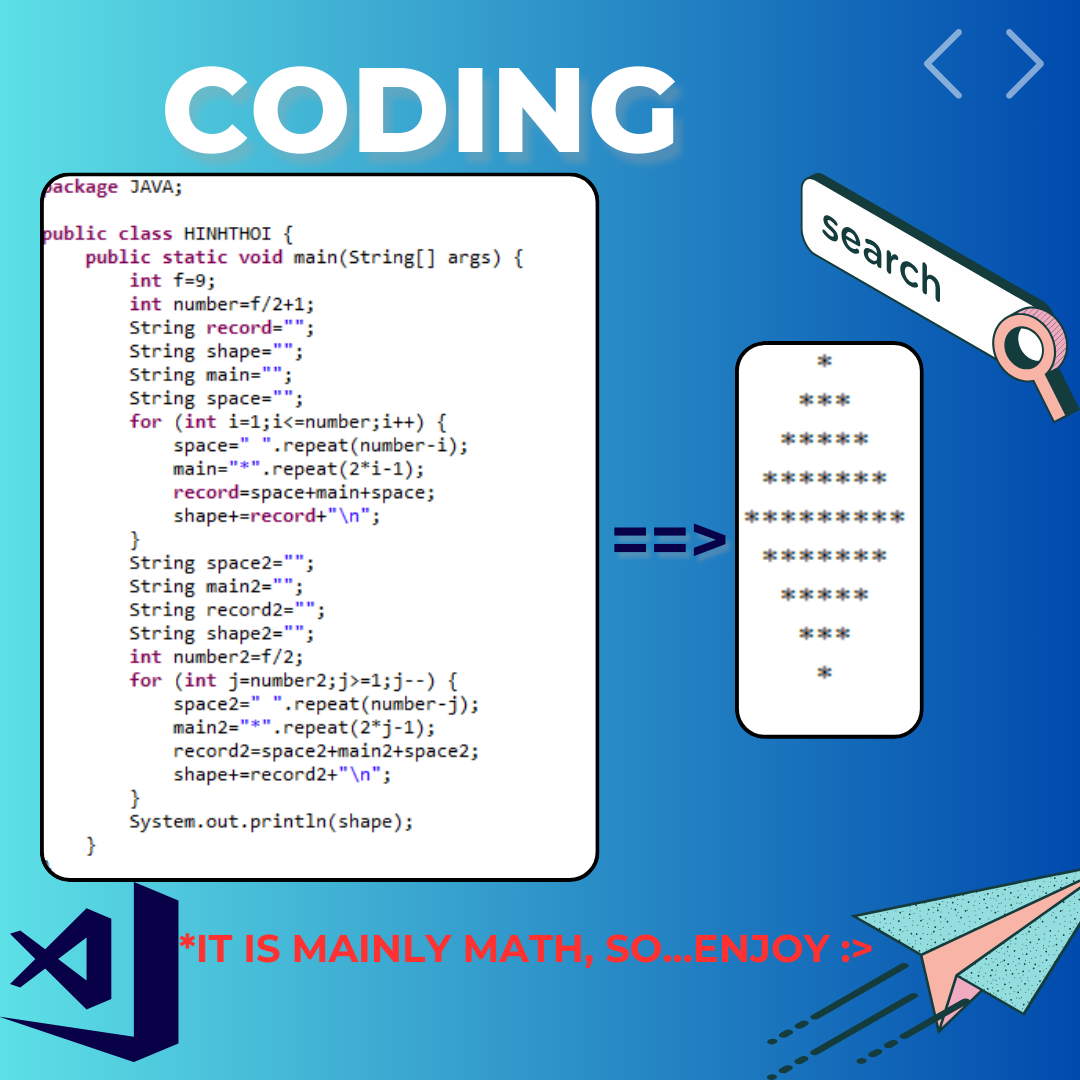 CODING
package JAVA;
public class HINHTHOI {
    public static void main(String[] args) {
        int f=9;
        int number=f/2+1;
        String record="";
        String shape="";
        String main="";
        String space="";
        for (int i=1;i<=number;i++) {
            space=" ".repeat(number-i);
            main="*".repeat(2*i-1);
            record=space+main+space;
            shape+=record+"\n";
        }
        String space2="";
        String main2="";
        String record2="";
        String shape2="";
        int number2=f/2;
        for (int j=number2;j>=1;j--) {
            space2=" ".repeat(number-j);
            main2="*".repeat(2*j-1);
            record2=space2+main2+space2;
            shape+=record2+"\n";
        }
        System.out.println(shape);
    }
==>
    *
   ***
  *****
 *******
*********
 *******
  *****
   ***
    *
search
< >
*IT IS MAINLY MATH, SO...ENJOY :>